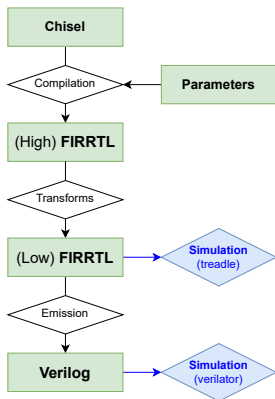 Chisel
Compilation
Parameters
(High) FIRRTL
Transforms
(Low) FIRRTL
Simulation
(treadle)
Emission
Verilog
Simulation
(verilator)